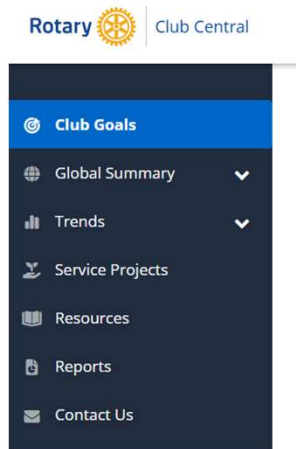 Rotary Club Central
Club Goals
Global Summary
Trends
Service Projects
Resources
Reports
Contact Us